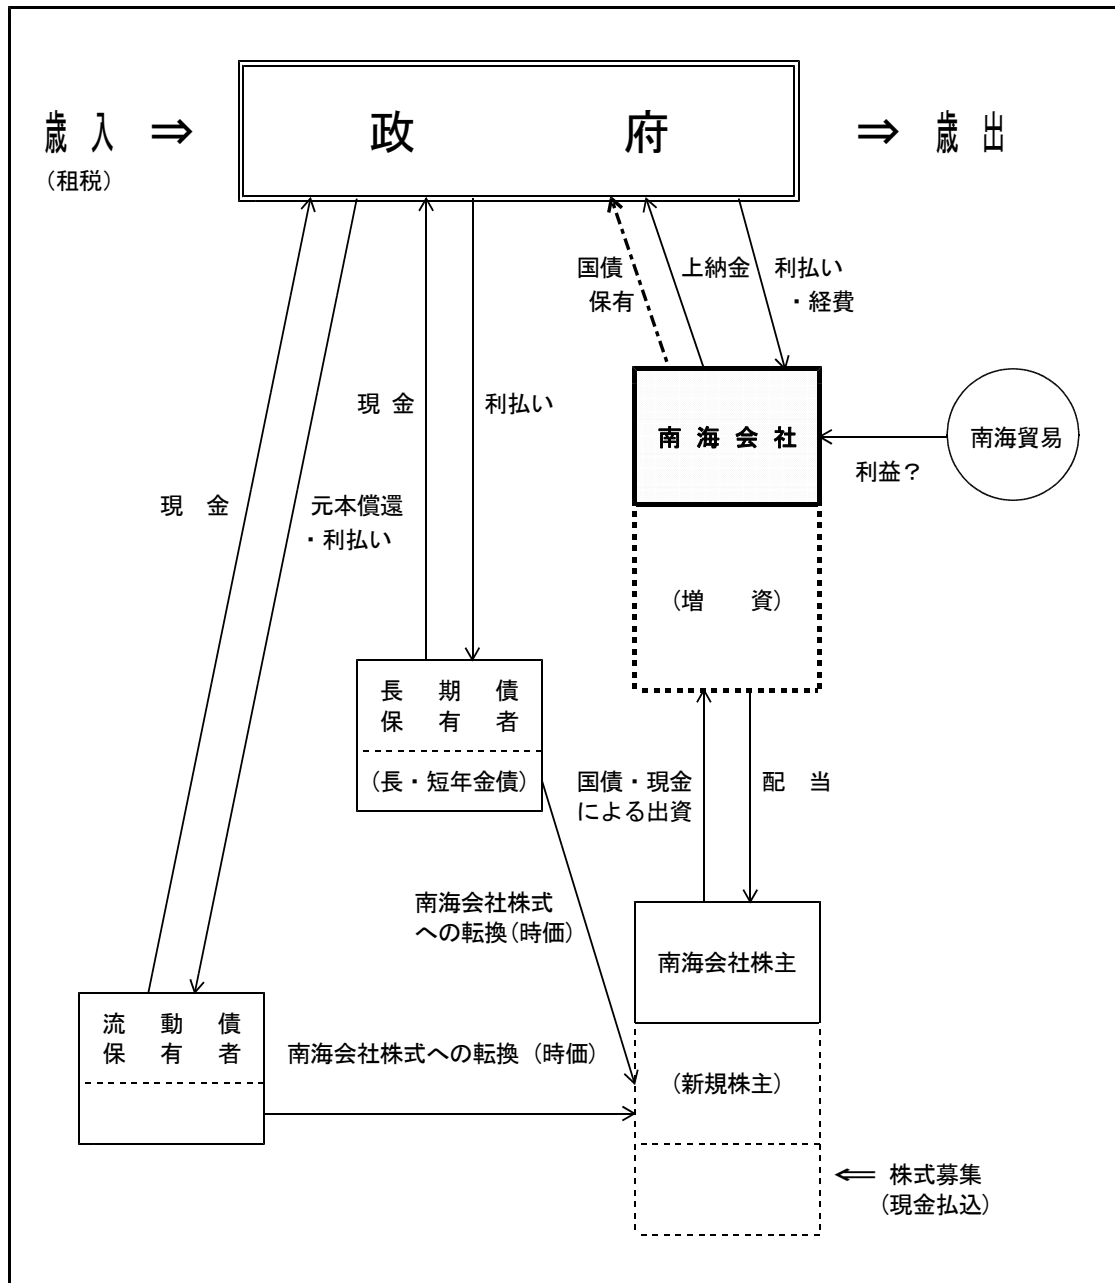 歳入 ⇒ 政府 ⇒ 歳出
（租税）
国債
保有
上納金
利払い
・経費
現金
利払い
南海会社
南海貿易
利益？
現金
元本償還
・利払い
（増資）
長期債
保有者
（長・短年金債）
国債・現金
による出資
配当
南海会社株式
への転換（時価）
南海会社株主
流動債
保有者
南海会社株式への転換（時価）
（新規株主）
⇐ 株式募集
（現金払込）